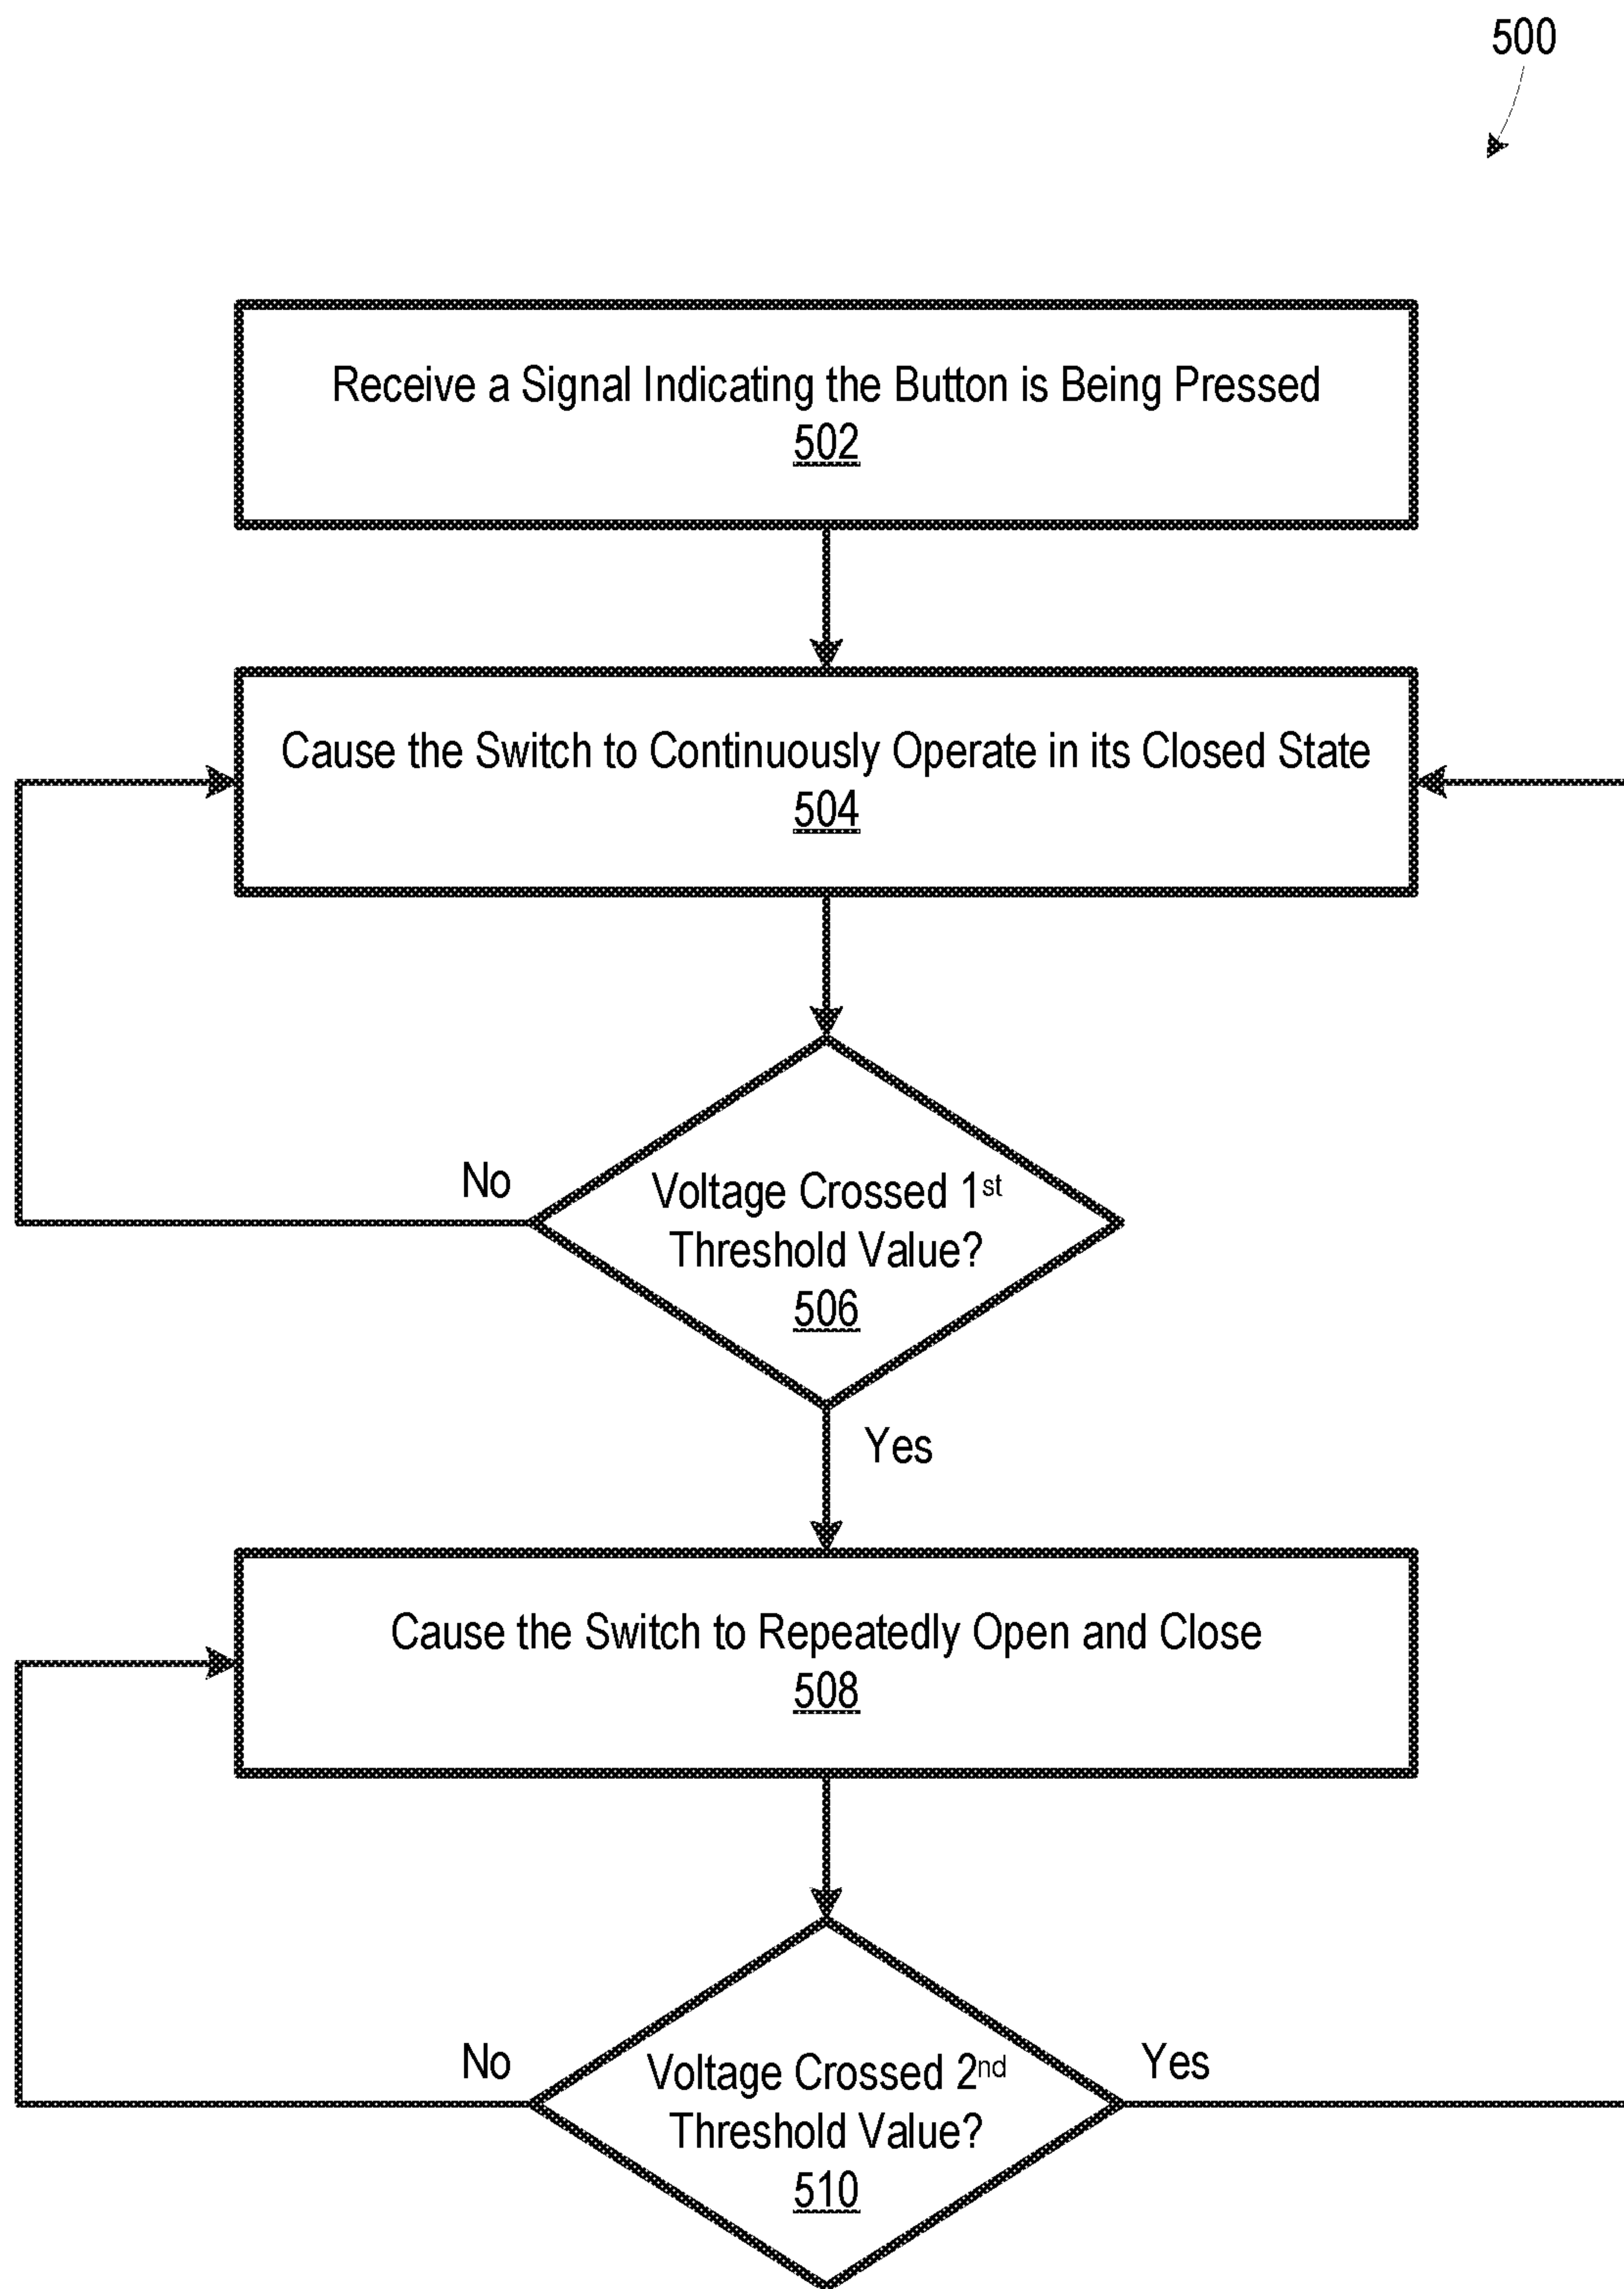 500
Receive a Signal Indicating the Button is Being Pressed
502
Cause the Switch to Continuously Operate in its Closed State
504
No
Voltage Crossed 1st
Threshold Value?
506
Yes
Cause the Switch to Repeatedly Open and Close
508
No
Voltage Crossed 2nd
Threshold Value?
510
Yes